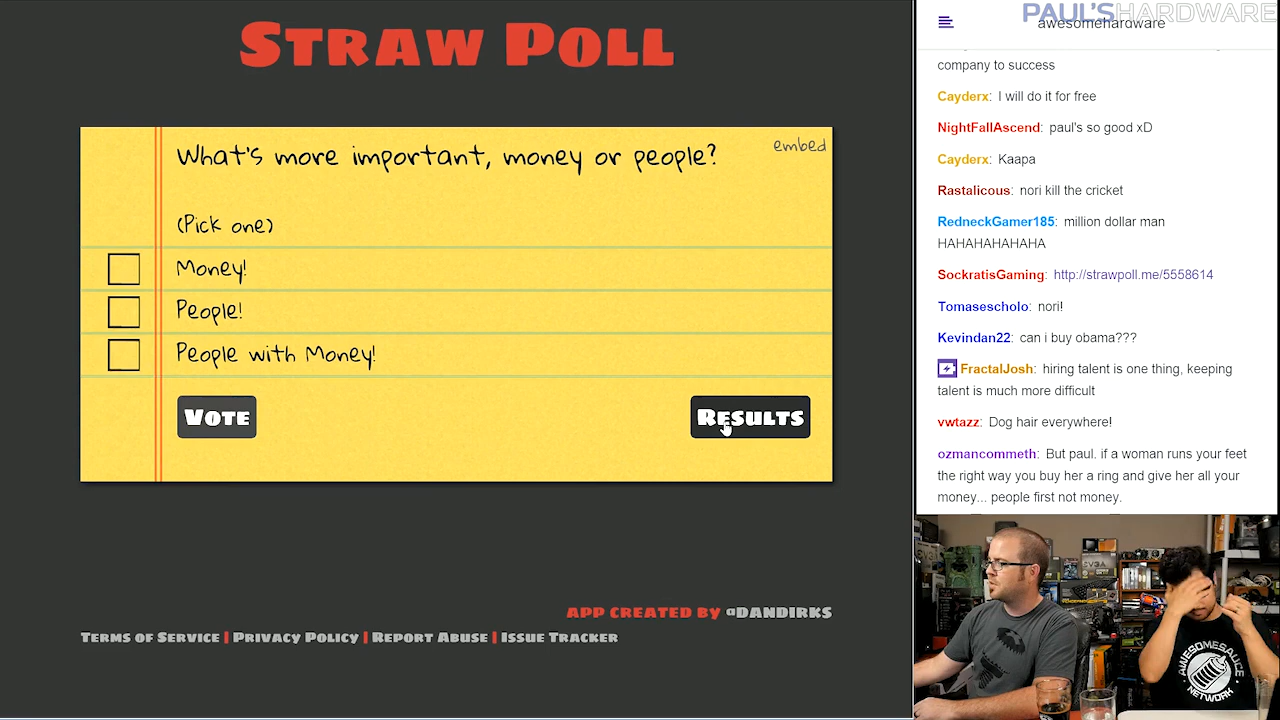 STRAW POLL
What's more important, money or people?
embed
(Pick one)
Money!
People!
People with Money!
VOTE
RESULTS
APP CREATED BY @DANDIRKS
TERMS OF SERVICE | PRIVACY POLICY | REPORT ABUSE | ISSUE TRACKER
PAUL'SHARDWARE
awesomehardware
company to success
Cayderx: I will do it for free
NightFallAscend: paul's so good xD
Cayderx: Kaapa
Rastalicous: nori kill the cricket
RedneckGamer185: million dollar man
HAHAHAHAHAHA
SockratisGaming: http://strawpoll.me/5558614
Tomasescholo: nori!
Kevindan22: can i buy obama???
FractalJosh: hiring talent is one thing, keeping
talent is much more difficult
vwtazz: Dog hair everywhere!
ozmancommeth: But paul. if a woman runs your feet
the right way you buy her a ring and give her all your
money... people first not money.
EVGA
AWESOMESAUCE
NETWORK